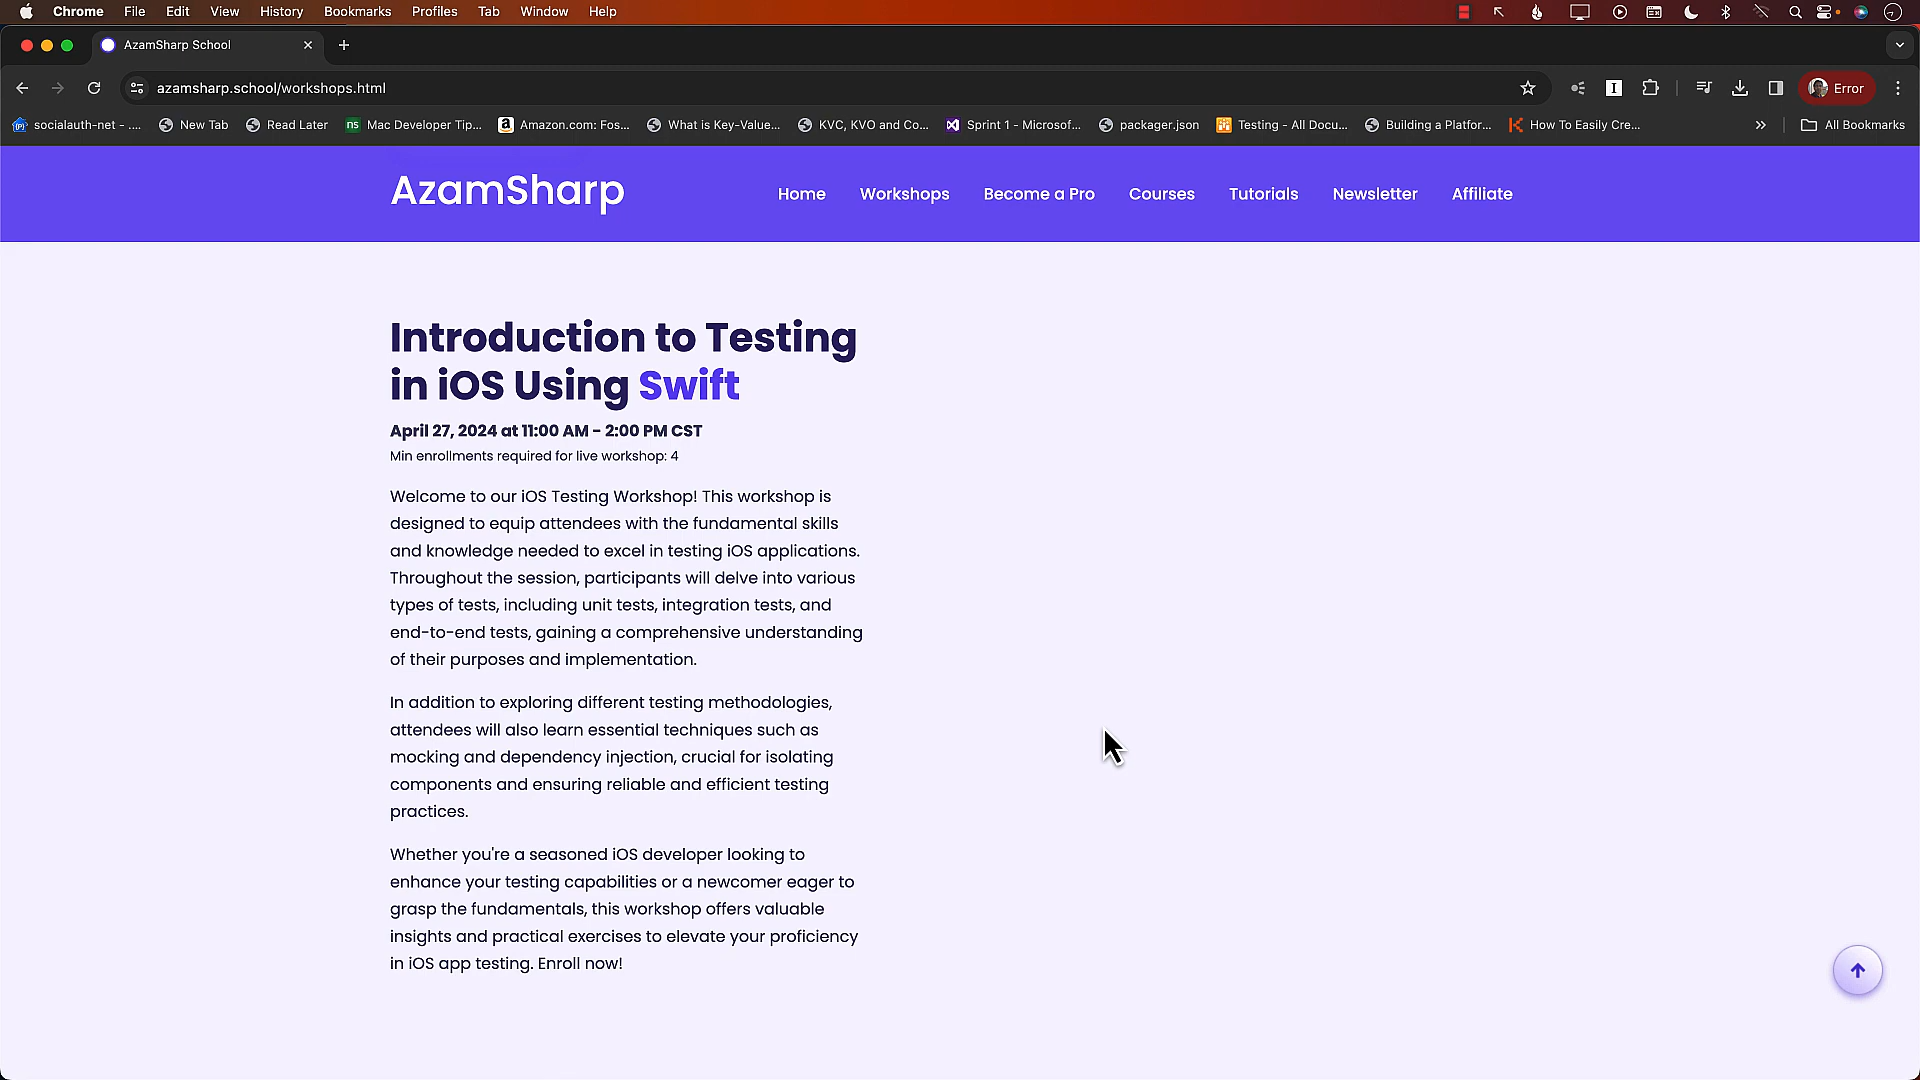 Chrome File Edit View History Bookmarks Profiles Tab Window Help
AzamSharp School
azamsharp.school/workshops.html
Error
socialauth-net - .... New Tab Read Later Mac Developer Tip... Amazon.com: Fos... What is Key-Value... KVC, KVO and Co... Sprint 1 - Microsof... packager.json Testing - All Docu... Building a Platfor... How To Easily Cre... » All Bookmarks
AzamSharp
Home Workshops Become a Pro Courses Tutorials Newsletter Affiliate
Introduction to Testing
in iOS Using Swift
April 27, 2024 at 11:00 AM - 2:00 PM CST
Min enrollments required for live workshop: 4
Welcome to our iOS Testing Workshop! This workshop is
designed to equip attendees with the fundamental skills
and knowledge needed to excel in testing iOS applications.
Throughout the session, participants will delve into various
types of tests, including unit tests, integration tests, and
end-to-end tests, gaining a comprehensive understanding
of their purposes and implementation.
In addition to exploring different testing methodologies,
attendees will also learn essential techniques such as
mocking and dependency injection, crucial for isolating
components and ensuring reliable and efficient testing
practices.
Whether you're a seasoned iOS developer looking to
enhance your testing capabilities or a newcomer eager to
grasp the fundamentals, this workshop offers valuable
insights and practical exercises to elevate your proficiency
in iOS app testing. Enroll now!